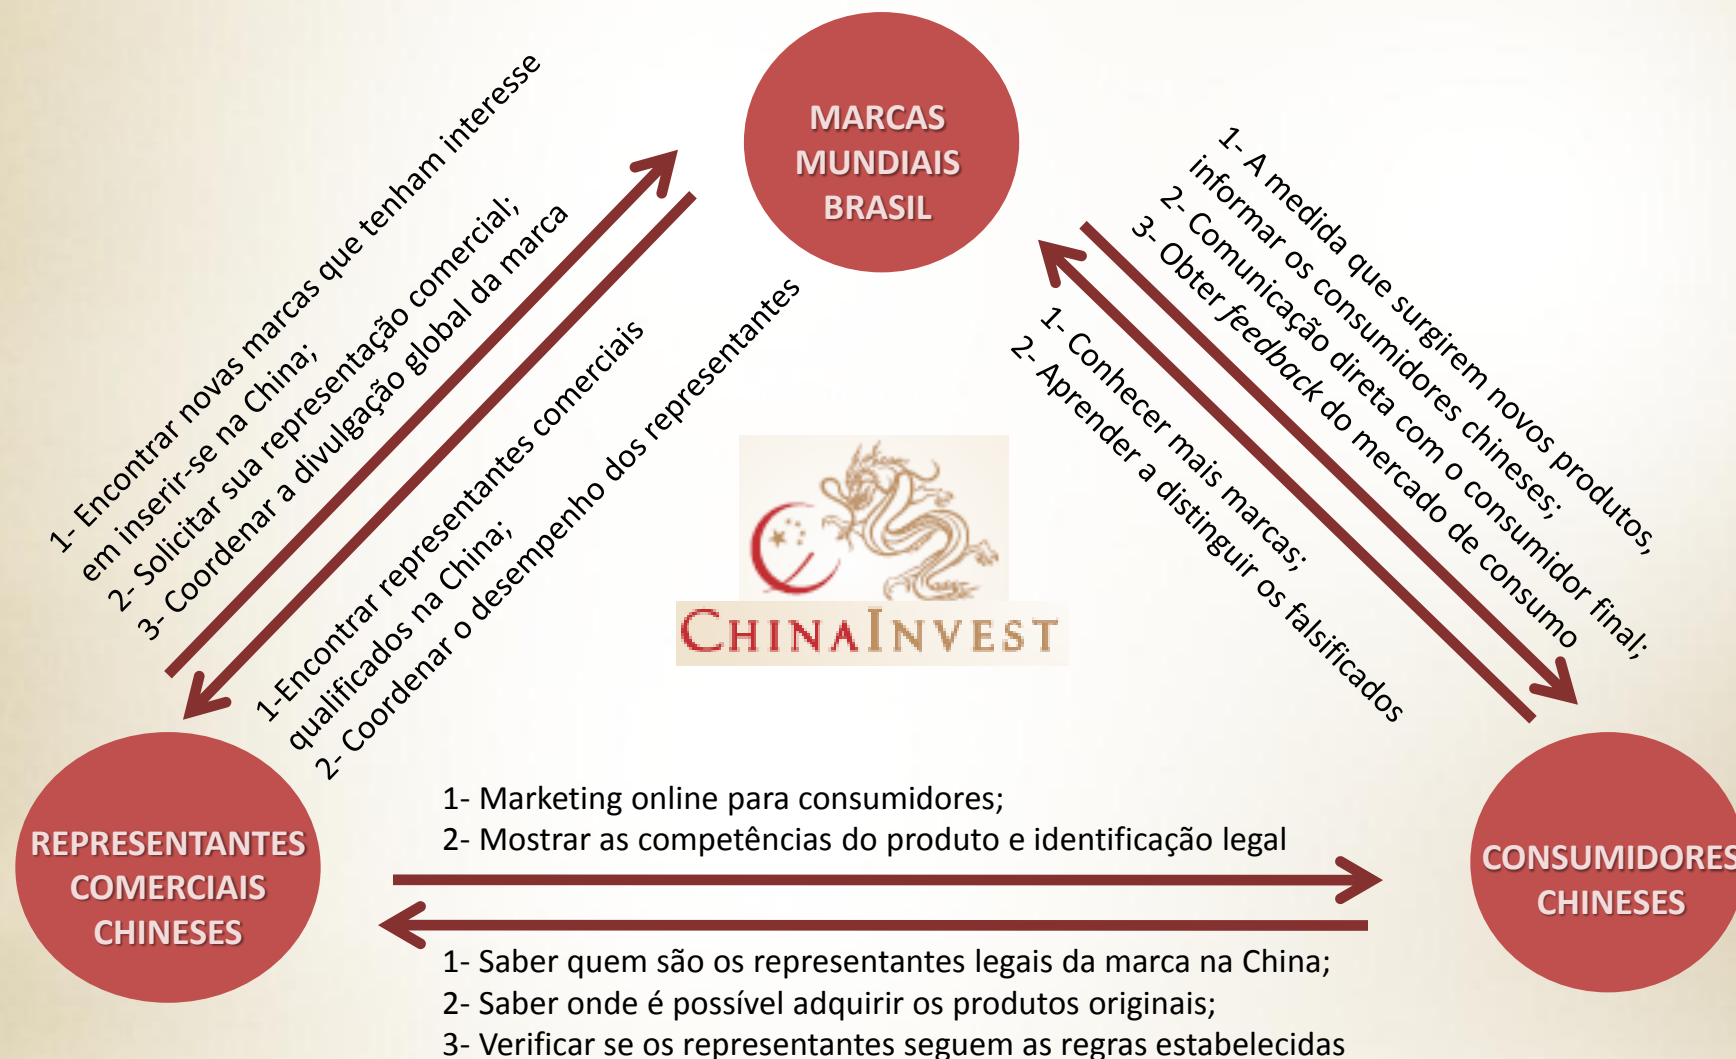 MARCAS
MUNDIAIS
BRASIL
1- Encontrar novas marcas que tenham interesse
em inserir-se na China;
2- Solicitar sua representação comercial;
3- Coordenar a divulgação global da marca
1-Encontrar representantes comerciais
qualificados na China;
2- Coordenar o desempenho dos representantes
1- A medida que surgirem novos produtos,
informar os consumidores chineses;
2- Comunicação direta com o consumidor final;
3- Obter feedback do mercado de consumo
1- Conhecer mais marcas;
2- Aprender a distinguir os falsificados
CHINAINVEST
REPRESENTANTES
COMERCIAIS
CHINESES
1- Marketing online para consumidores;
2- Mostrar as competências do produto e identificação legal
CONSUMIDORES
CHINESES
1- Saber quem são os representantes legais da marca na China;
2- Saber onde é possível adquirir os produtos originais;
3- Verificar se os representantes seguem as regras estabelecidas